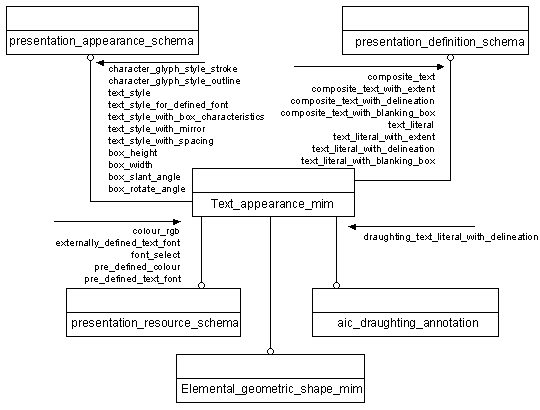 presentation_appearance_schema
presentation_definition_schema
character_glyph_style_stroke
character_glyph_style_outline
text_style
text_style_for_defined_font
text_style_with_box_characteristics
text_style_with_mirror
text_style_with_spacing
box_height
box_width
box_slant_angle
box_rotate_angle
composite_text
composite_text_with_extent
composite_text_with_delineation
composite_text_with_blanking_box
text_literal
text_literal_with_extent
text_literal_with_delineation
text_literal_with_blanking_box
Text_appearance_mim
colour_rgb
externally_defined_text_font
font_select
pre_defined_colour
pre_defined_text_font
draughting_text_literal_with_delineation
presentation_resource_schema
aic_draughting_annotation
Elemental_geometric_shape_mim